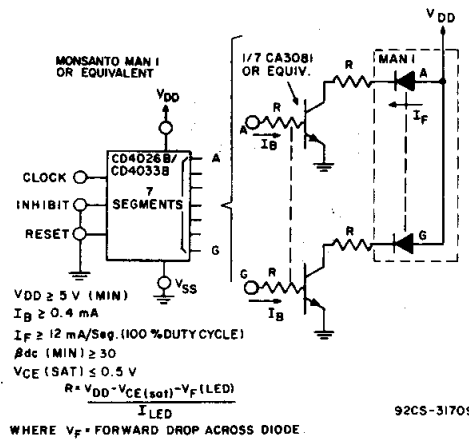 MONSANTO MAN I
OR EQUIVALENT
VDD
CD4026B/
CD4033B
7
SEGMENTS
A
G
CLOCK
INHIBIT
RESET
VSS
1/7 CA3081
OR EQUIV.
R
A
R
IB
MAN I
A
IF
VDD
R
G
R
IB
G
VDD ≥ 5 V (MIN)
IB ≥ 0.4 mA
IF ≥ 12 mA/Seg. (100 % DUTY CYCLE)
βdc (MIN) ≥ 30
VCE (SAT) ≤ 0.5 V
R = VDD - VCE (sat) - VF (LED)
ILED
92CS-31709
WHERE VF = FORWARD DROP ACROSS DIODE